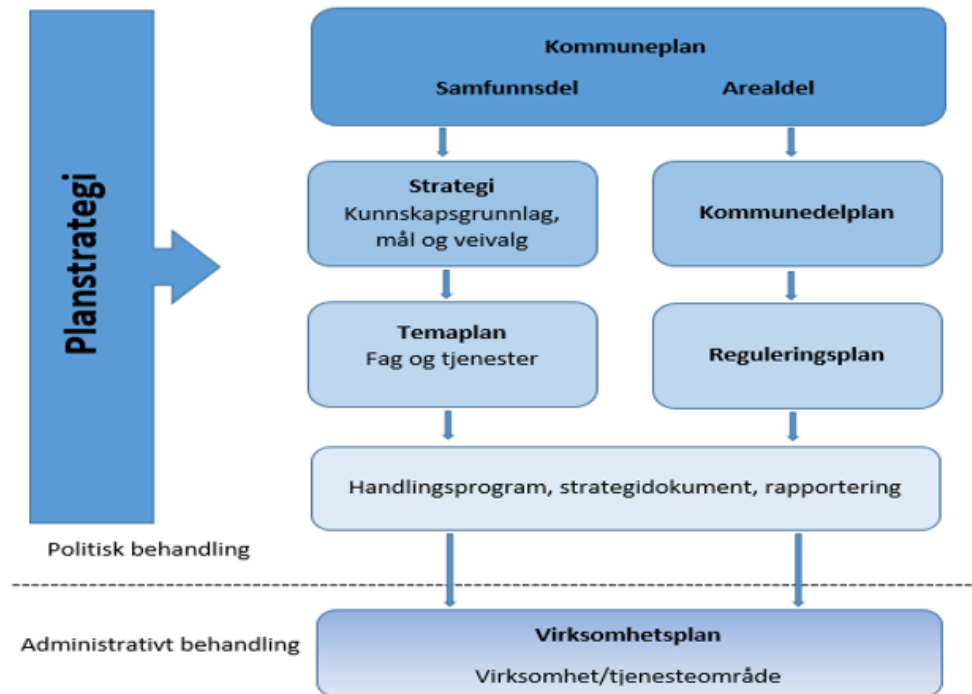 Planstrategi
Kommuneplan
Samfunnsdel
Arealdel
Strategi
Kunnskapsgrunnlag,
mål og veivalg
Kommunedelplan
Temaplan
Fag og tjenester
Reguleringsplan
Handlingsprogram, strategidokument, rapportering
Politisk behandling
Administrativt behandling
Virksomhetsplan
Virksomhet/tjenesteområde